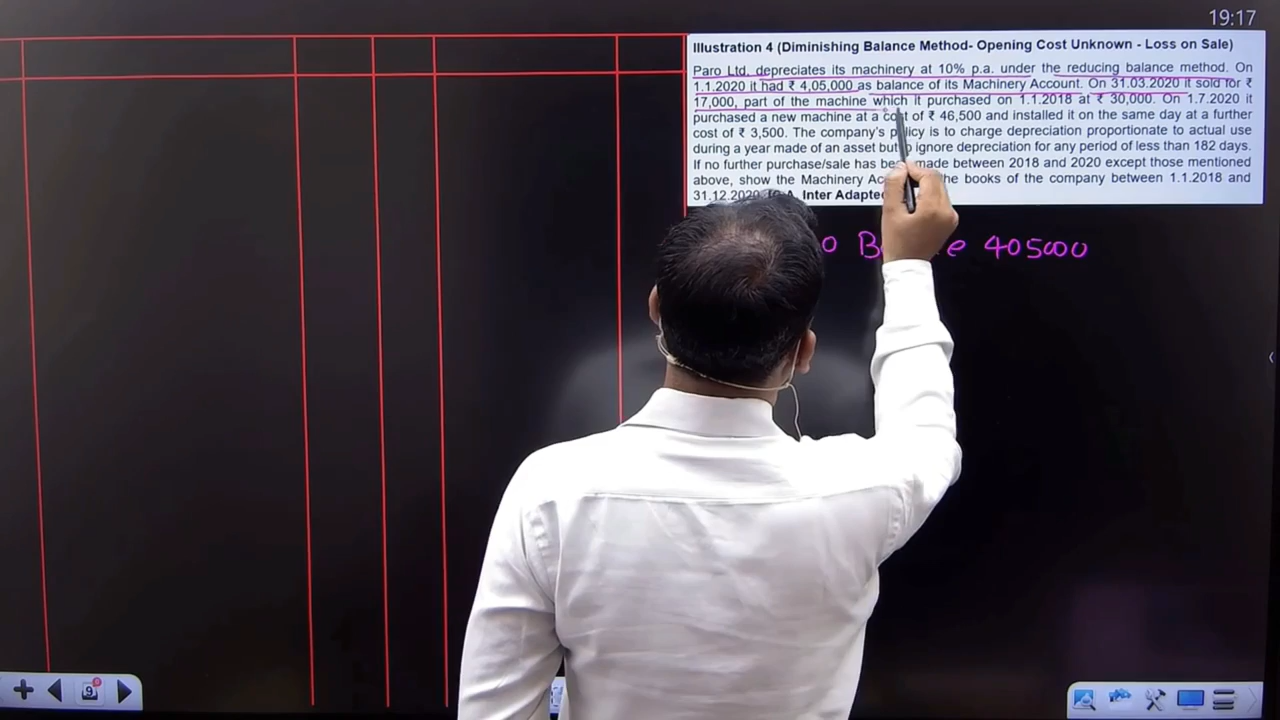 19:17
Illustration 4 (Diminishing Balance Method- Opening Cost Unknown - Loss on Sale)
Paro Ltd. depreciates its machinery at 10% p.a. under the reducing balance method. On
1.1.2020 it had ₹ 4,05,000 as balance of its Machinery Account. On 31.03.2020 it sold for ₹
17,000, part of the machine which it purchased on 1.1.2018 at ₹ 30,000. On 1.7.2020 it
purchased a new machine at a cost of ₹ 46,500 and installed it on the same day at a further
cost of ₹ 3,500. The company's policy is to charge depreciation proportionate to actual use
during a year made of an asset but ignore depreciation for any period of less than 182 days.
If no further purchase/sale has made between 2018 and 2020 except those mentioned
above, show the Machinery the books of the company between 1.1.2018 and
31.12.2020. Inter Adapted
405000
9